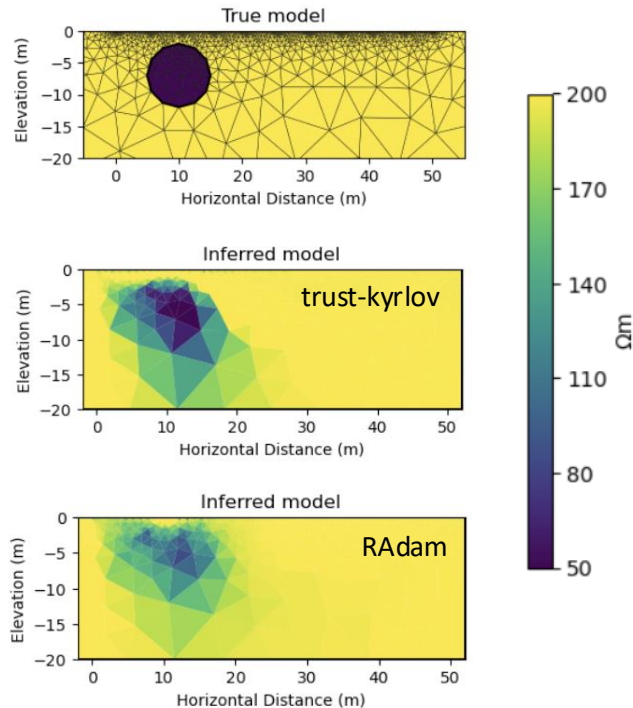 True model
0
−5
−10
−15
−20
Elevation (m)
0 10 20 30 40 50
Horizontal Distance (m)
Inferred model
trust-kyrlov
0
−5
−10
−15
−20
Elevation (m)
0 10 20 30 40 50
Horizontal Distance (m)
Inferred model
RAdam
0
−5
−10
−15
−20
Elevation (m)
0 10 20 30 40 50
Horizontal Distance (m)
200
170
140
110
80
50
Ωm